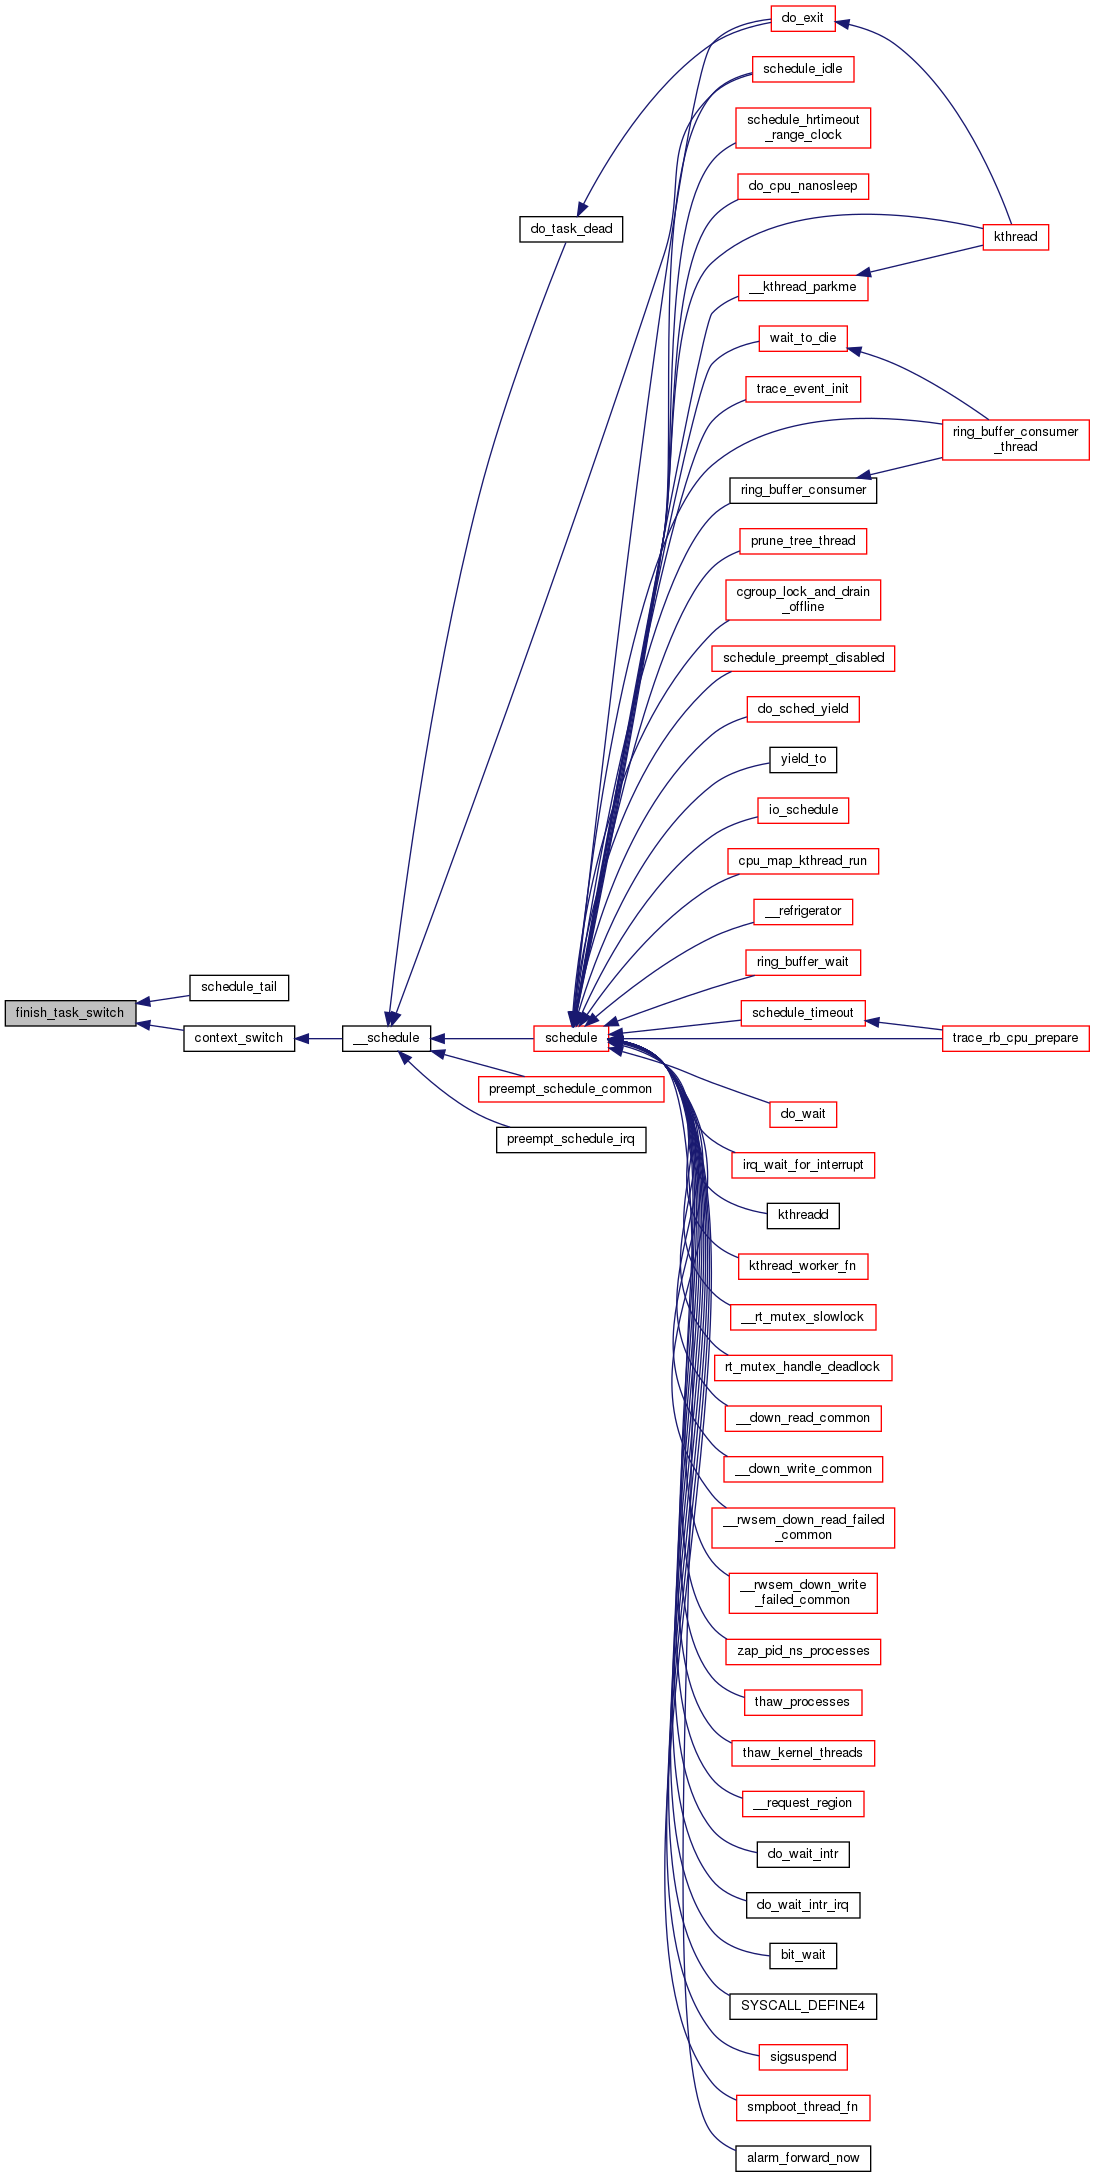 do_exit
schedule_idle
schedule_hrtimeout
_range_clock
do_cpu_nanosleep
do_task_dead
kthread
__kthread_parkme
wait_to_die
trace_event_init
ring_buffer_consumer
_thread
ring_buffer_consumer
prune_tree_thread
cgroup_lock_and_drain
_offline
schedule_preempt_disabled
do_sched_yield
yield_to
io_schedule
cpu_map_kthread_run
__refrigerator
ring_buffer_wait
schedule_tail
finish_task_switch
schedule_timeout
context_switch
__schedule
schedule
trace_rb_cpu_prepare
preempt_schedule_common
do_wait
preempt_schedule_irq
irq_wait_for_interrupt
kthreadd
kthread_worker_fn
__rt_mutex_slowlock
rt_mutex_handle_deadlock
__down_read_common
__down_write_common
__rwsem_down_read_failed
_common
__rwsem_down_write
_failed_common
zap_pid_ns_processes
thaw_processes
thaw_kernel_threads
__request_region
do_wait_intr
do_wait_intr_irq
bit_wait
SYSCALL_DEFINE4
sigsuspend
smpboot_thread_fn
alarm_forward_now